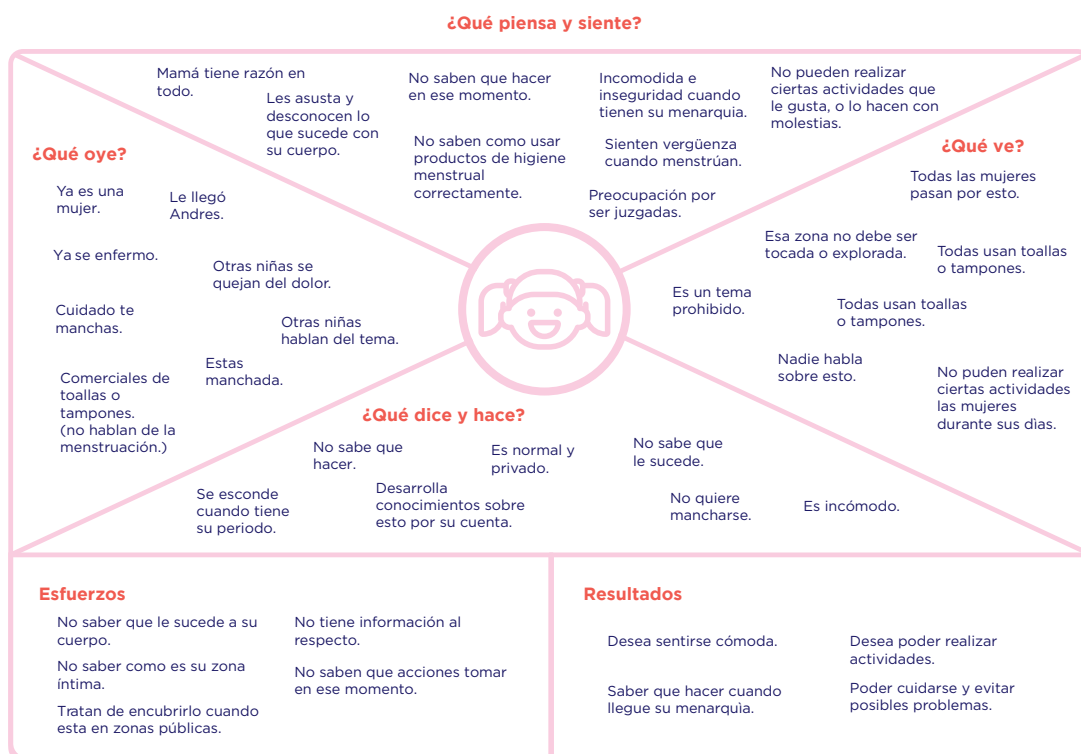 ¿Qué piensa y siente?
Mamá tiene razón en
todo.
Les asusta y
desconocen lo
que sucede con
su cuerpo.
No saben que hacer
en ese momento.
No saben como usar
productos de higiene
menstrual
correctamente.
Incomodida e
inseguridad cuando
tienen su menarquia.
Sienten vergüenza
cuando menstrúan.
Preocupación por
ser juzgadas.
No pueden realizar
ciertas actividades que
le gusta, o lo hacen con
molestias.
¿Qué oye?
Ya es una
mujer.
Le llegó
Andres.
Ya se enfermo.
Otras niñas se
quejan del dolor.
Cuidado te
manchas.
Otras niñas
hablan del tema.
Estas
manchada.
Comerciales de
toallas o
tampones.
(no hablan de la
menstruación.)
¿Qué ve?
Todas las mujeres
pasan por esto.
Esa zona no debe ser
tocada o explorada.
Todas usan toallas
o tampones.
Es un tema
prohibido.
Todas usan toallas
o tampones.
Nadie habla
sobre esto.
No puden realizar
ciertas actividades
las mujeres
durante sus dìas.
¿Qué dice y hace?
No sabe que
hacer.
Es normal y
privado.
No sabe que
le sucede.
Se esconde
cuando tiene
su periodo.
Desarrolla
conocimientos sobre
esto por su cuenta.
No quiere
mancharse.
Es incómodo.
Esfuerzos
No saber que le sucede a su
cuerpo.
No saber como es su zona
íntima.
Tratan de encubrirlo cuando
esta en zonas públicas.
No tiene información al
respecto.
No saben que acciones tomar
en ese momento.
Resultados
Desea sentirse cómoda.
Saber que hacer cuando
llegue su menarquìa.
Desea poder realizar
actividades.
Poder cuidarse y evitar
posibles problemas.